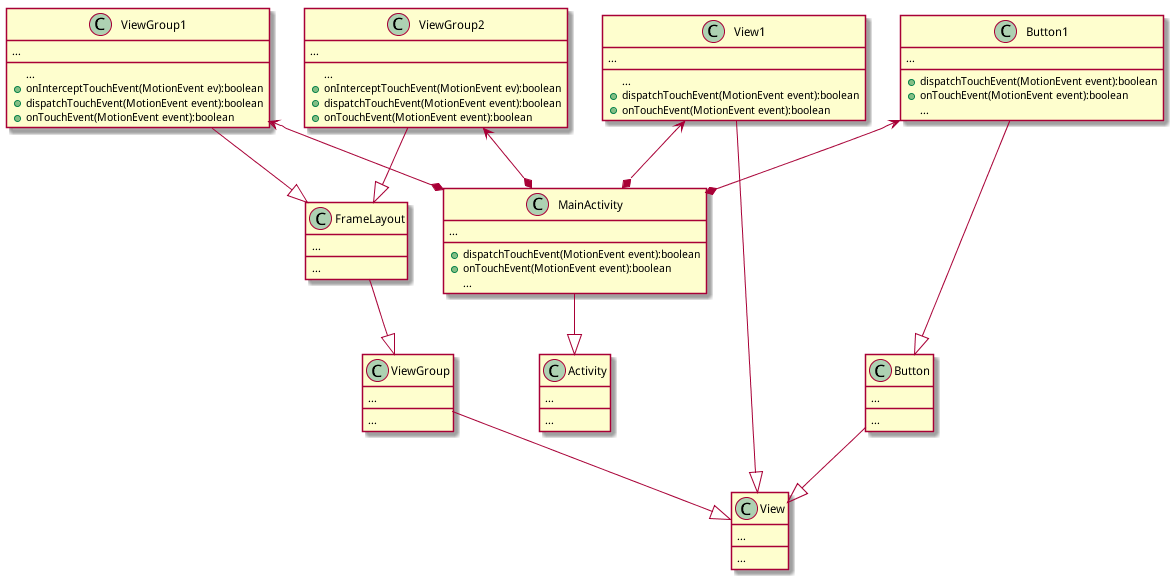 C ViewGroup1
...
...
onInterceptTouchEvent(MotionEvent ev):boolean
dispatchTouchEvent(MotionEvent event):boolean
onTouchEvent(MotionEvent event):boolean
C ViewGroup2
...
...
onInterceptTouchEvent(MotionEvent ev):boolean
dispatchTouchEvent(MotionEvent event):boolean
onTouchEvent(MotionEvent event):boolean
C View1
...
...
dispatchTouchEvent(MotionEvent event):boolean
onTouchEvent(MotionEvent event):boolean
C Button1
...
dispatchTouchEvent(MotionEvent event):boolean
onTouchEvent(MotionEvent event):boolean
...
C FrameLayout
...
...
C MainActivity
...
dispatchTouchEvent(MotionEvent event):boolean
onTouchEvent(MotionEvent event):boolean
...
C ViewGroup
...
...
C Activity
...
...
C Button
...
...
C View
...
...